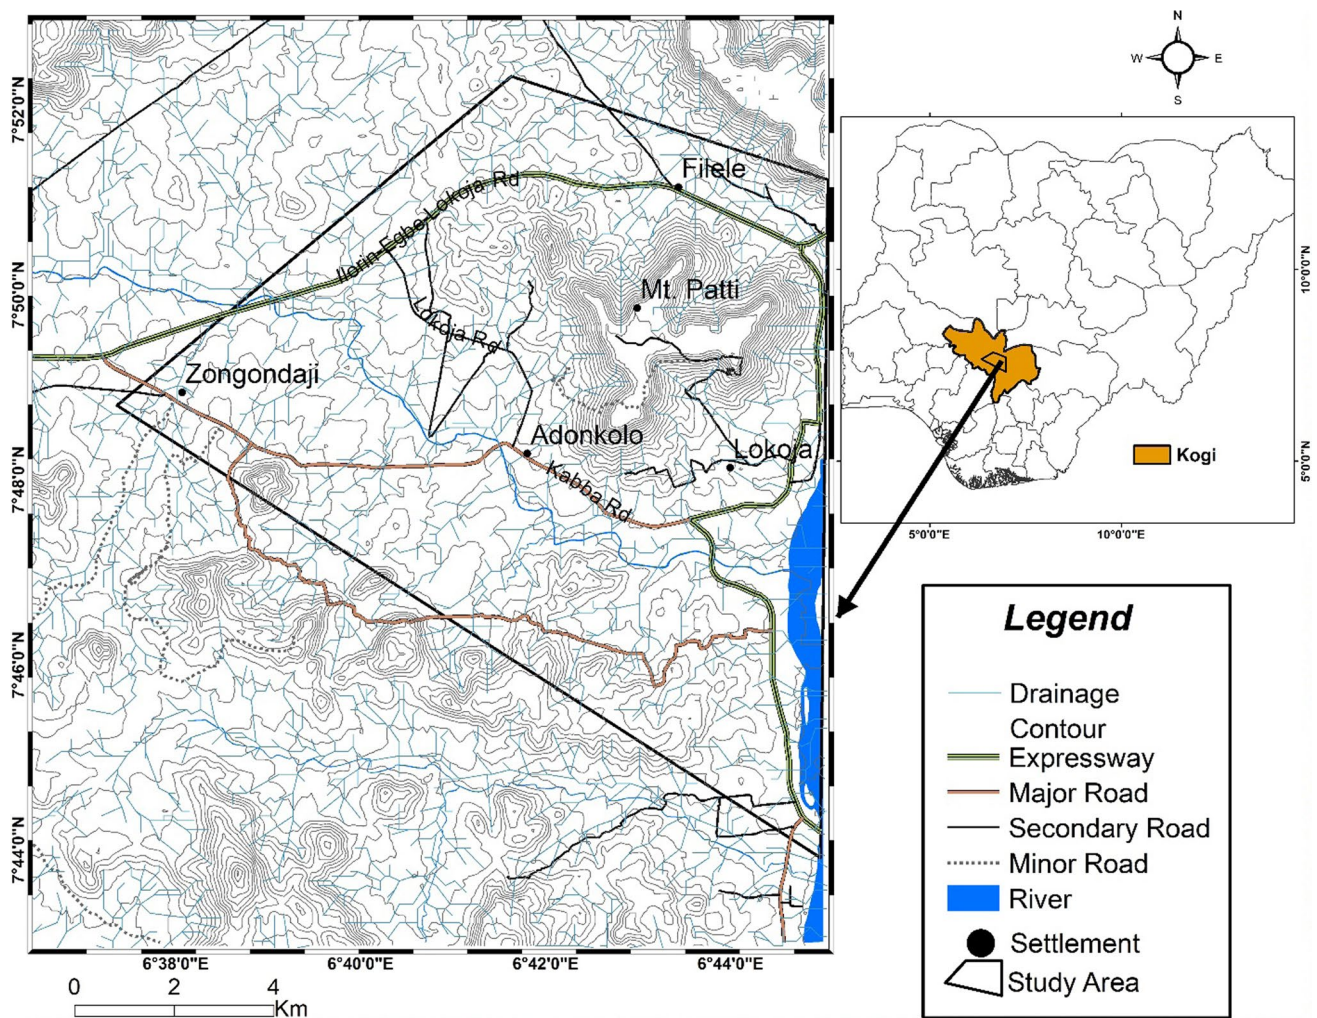 N
W E
S
7°52'0"N
7°50'0"N
7°48'0"N
7°46'0"N
7°44'0"N
Filele
Ilorin-Egbe-Lokoja Rd
Mt. Patti
Lokoja Rd
Zongondaji
Adonkolo
Lokoja
Kabba Rd
6°38'0"E
6°40'0"E
6°42'0"E
6°44'0"E
0 2 4
Km
10°0'0"N
5°0'0"N
Kogi
5°0'0"E
10°0'0"E
Legend
Drainage
Contour
Expressway
Major Road
Secondary Road
Minor Road
River
Settlement
Study Area